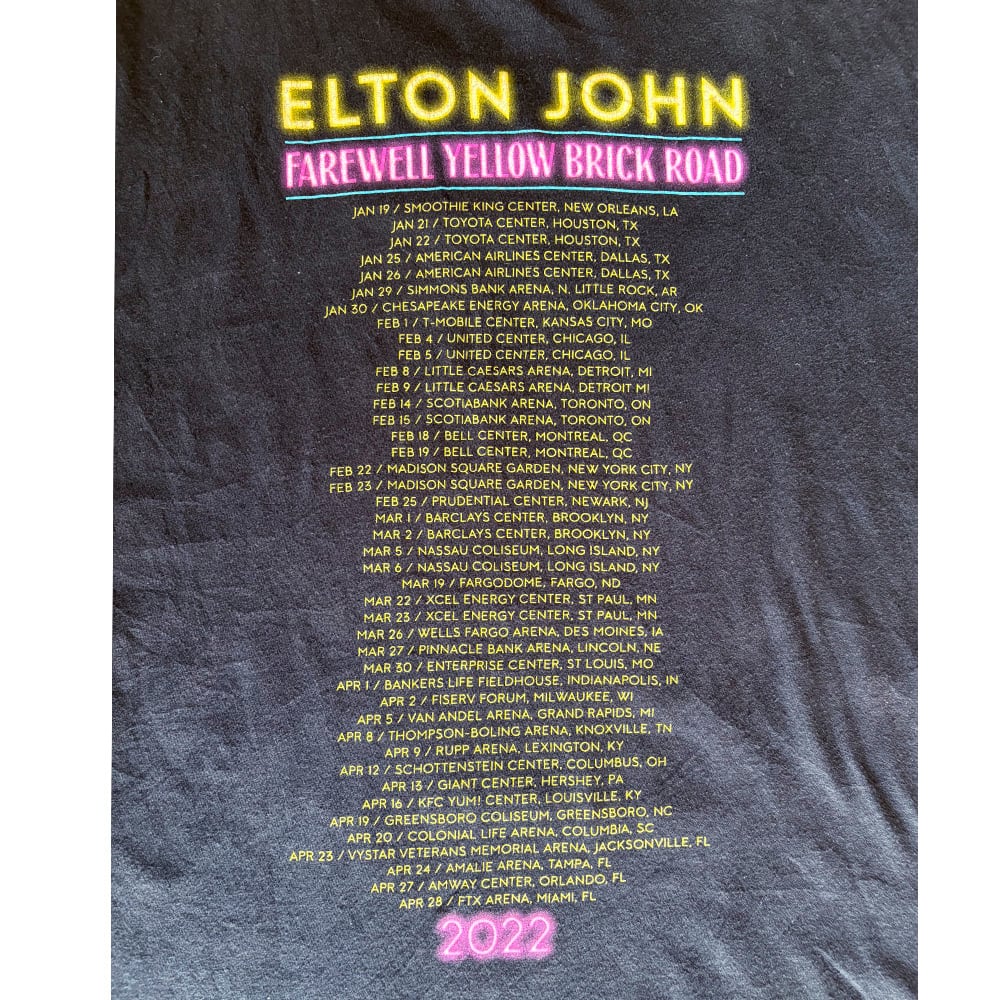 ELTON JOHN
FAREWELL YELLOW BRICK ROAD
JAN 19 / SMOOTHIE KING CENTER, NEW ORLEANS, LA
JAN 21 / TOYOTA CENTER, HOUSTON, TX
JAN 22 / TOYOTA CENTER, HOUSTON, TX
JAN 25 / AMERICAN AIRLINES CENTER, DALLAS, TX
JAN 26 / AMERICAN AIRLINES CENTER, DALLAS, TX
JAN 29 / SIMMONS BANK ARENA, N. LITTLE ROCK, AR
JAN 30 / CHESAPEAKE ENERGY ARENA, OKLAHOMA CITY, OK
FEB 1 / T-MOBILE CENTER, KANSAS CITY, MO
FEB 4 / UNITED CENTER, CHICAGO, IL
FEB 5 / UNITED CENTER, CHICAGO, IL
FEB 8 / LITTLE CAESARS ARENA, DETROIT, MI
FEB 9 / LITTLE CAESARS ARENA, DETROIT MI
FEB 14 / SCOTIABANK ARENA, TORONTO, ON
FEB 15 / SCOTIABANK ARENA, TORONTO, ON
FEB 18 / BELL CENTER, MONTREAL, QC
FEB 19 / BELL CENTER, MONTREAL, QC
FEB 22 / MADISON SQUARE GARDEN, NEW YORK CITY, NY
FEB 23 / MADISON SQUARE GARDEN, NEW YORK CITY, NY
FEB 25 / PRUDENTIAL CENTER, NEWARK, NJ
MAR 1 / BARCLAYS CENTER, BROOKLYN, NY
MAR 2 / BARCLAYS CENTER, BROOKLYN, NY
MAR 5 / NASSAU COLISEUM, LONG ISLAND, NY
MAR 6 / NASSAU COLISEUM, LONG ISLAND, NY
MAR 19 / FARGODOME, FARGO, ND
MAR 22 / XCEL ENERGY CENTER, ST PAUL, MN
MAR 23 / XCEL ENERGY CENTER, ST PAUL, MN
MAR 26 / WELLS FARGO ARENA, DES MOINES, IA
MAR 27 / PINNACLE BANK ARENA, LINCOLN, NE
MAR 30 / ENTERPRISE CENTER, ST LOUIS, MO
APR 1 / BANKERS LIFE FIELDHOUSE, INDIANAPOLIS, IN
APR 2 / FISERV FORUM, MILWAUKEE, WI
APR 5 / VAN ANDEL ARENA, GRAND RAPIDS, MI
APR 8 / THOMPSON-BOLING ARENA, KNOXVILLE, TN
APR 9 / RUPP ARENA, LEXINGTON, KY
APR 12 / SCHOTTENSTEIN CENTER, COLUMBUS, OH
APR 13 / GIANT CENTER, HERSHEY, PA
APR 16 / KFC YUM! CENTER, LOUISVILLE, KY
APR 19 / GREENSBORO COLISEUM, GREENSBORO, NC
APR 20 / COLONIAL LIFE ARENA, COLUMBIA, SC
APR 23 / VYSTAR VETERANS MEMORIAL ARENA, JACKSONVILLE, FL
APR 24 / AMALIE ARENA, TAMPA, FL
APR 27 / AMWAY CENTER, ORLANDO, FL
APR 28 / FTX ARENA, MIAMI, FL
2022